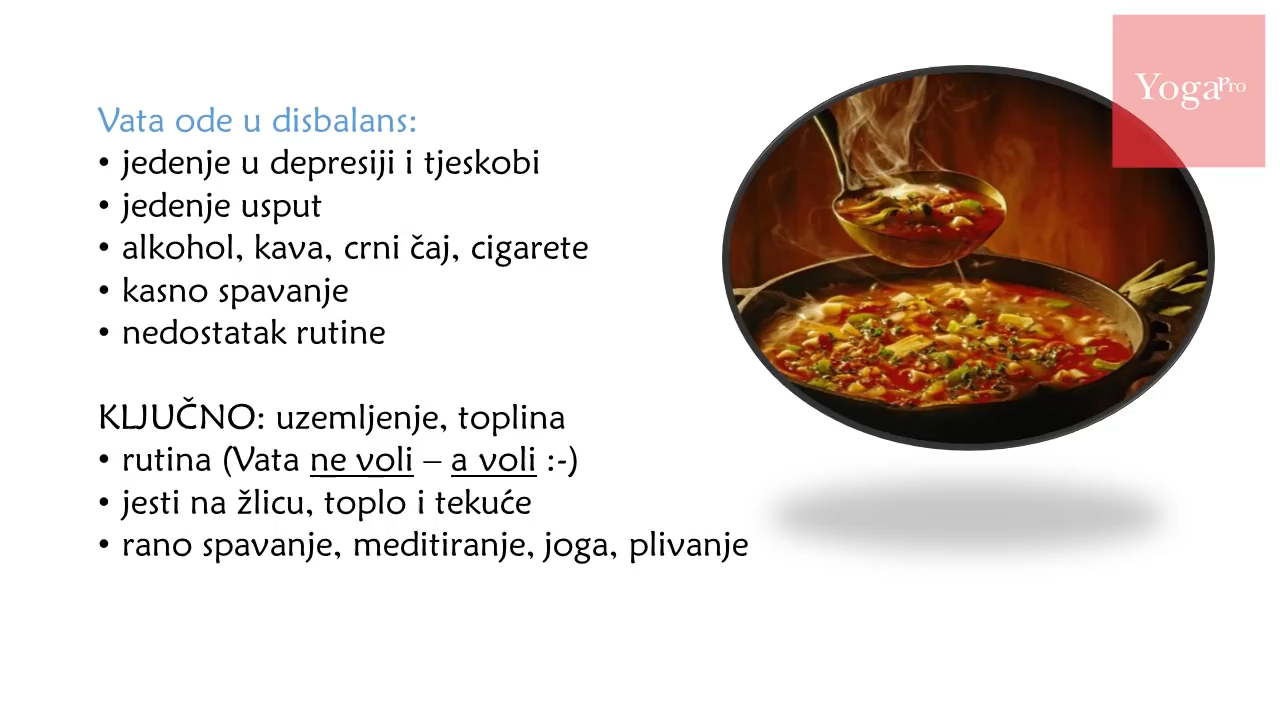 Vata ode u disbalans:
• jedenje u depresiji i tjeskobi
• jedenje usput
• alkohol, kava, crni čaj, cigarete
• kasno spavanje
• nedostatak rutine
KLJUČNO: uzemljenje, toplina
• rutina (Vata ne voli – a voli :-)
• jesti na žlicu, toplo i tekuće
• rano spavanje, meditiranje, joga, plivanje
YogaPro